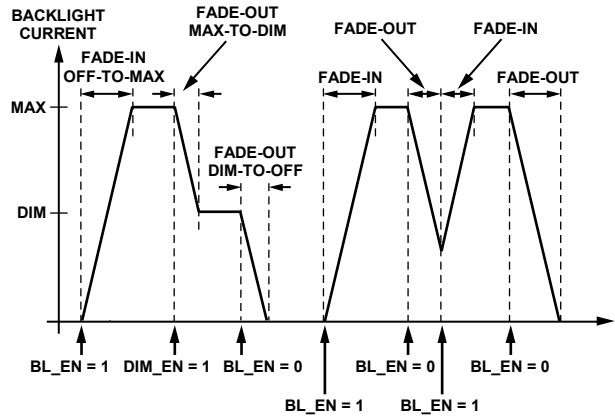 BACKLIGHT
CURRENT
FADE-OUT
MAX-TO-DIM
FADE-OUT
FADE-IN
FADE-IN
OFF-TO-MAX
FADE-IN
FADE-OUT
MAX
FADE-OUT
DIM-TO-OFF
DIM
BL_EN = 1
DIM_EN = 1
BL_EN = 0
BL_EN = 0
BL_EN = 0
BL_EN = 1
BL_EN = 1